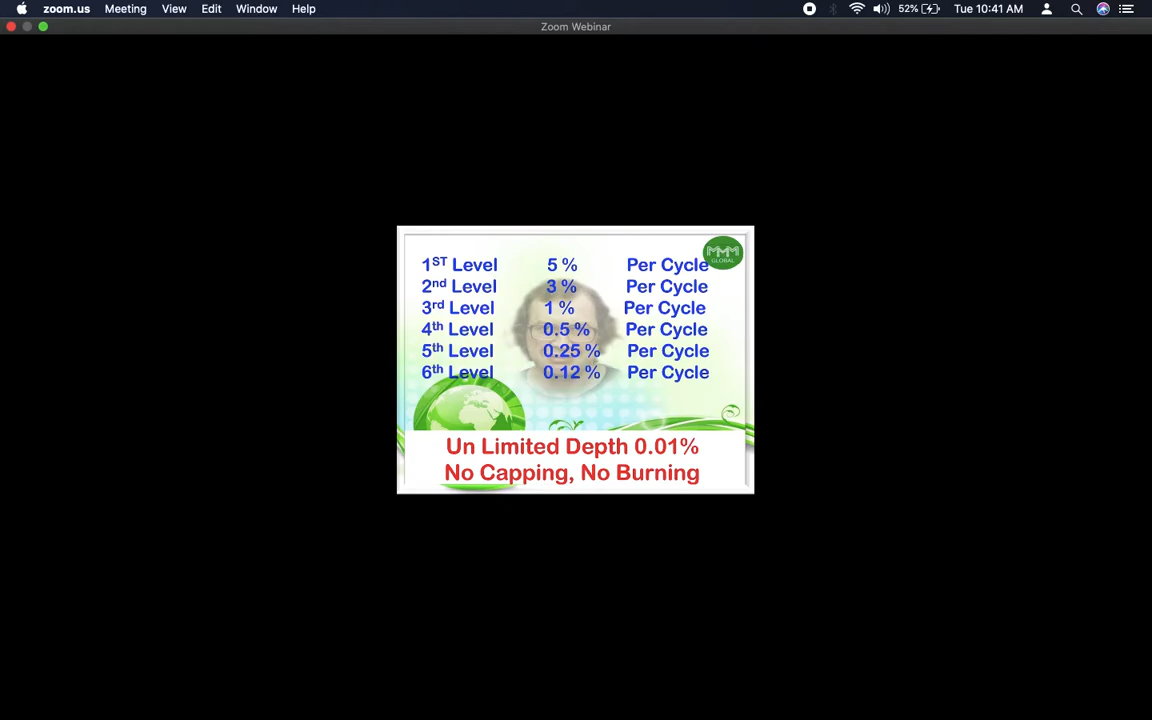 zoom.us Meeting View Edit Window Help 52% Tue 10:41 AM
Zoom Webinar
MMM
GLOBAL
1ST Level 5 % Per Cycle
2nd Level 3 % Per Cycle
3rd Level 1 % Per Cycle
4th Level 0.5 % Per Cycle
5th Level 0.25 % Per Cycle
6th Level 0.12 % Per Cycle
Un Limited Depth 0.01%
No Capping, No Burning